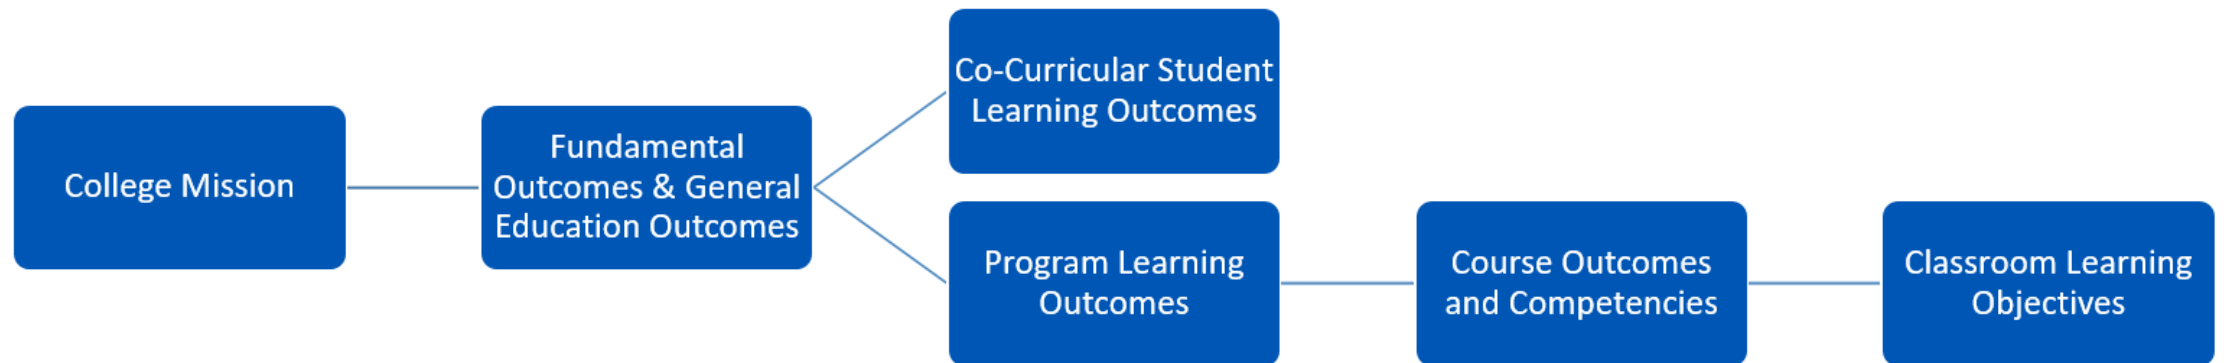 College Mission
Fundamental
Outcomes & General
Education Outcomes
Co-Curricular Student
Learning Outcomes
Program Learning
Outcomes
Course Outcomes
and Competencies
Classroom Learning
Objectives